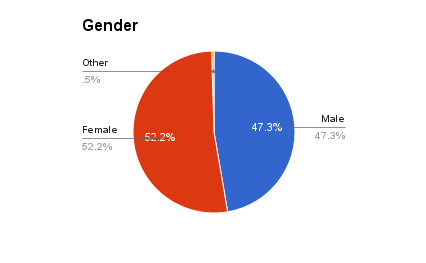 Gender
Other
.5%
Female
52.2%
52.2%
47.3%
Male
47.3%